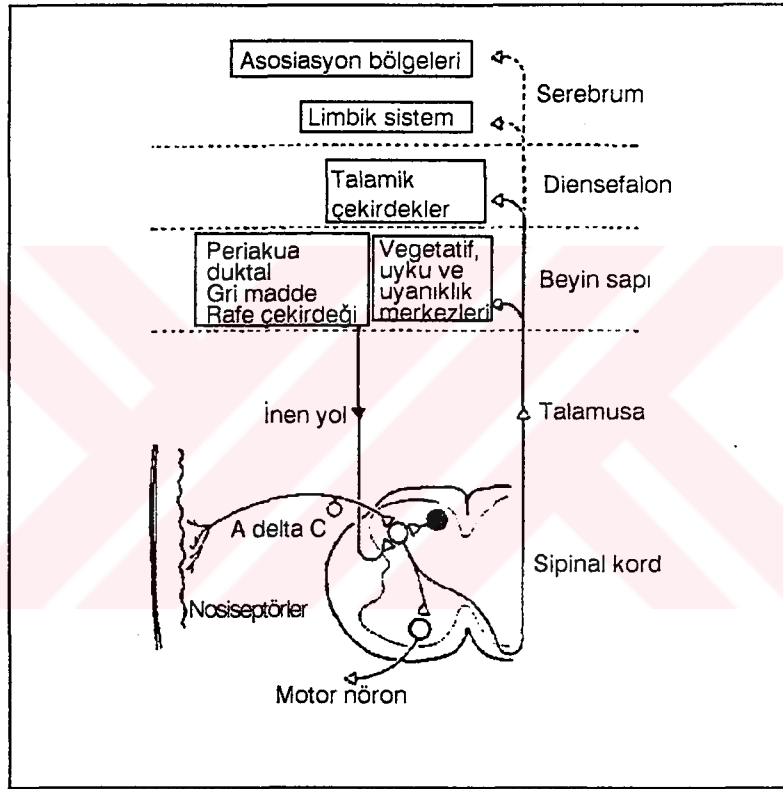 Asosiasyon bölgeleri
Serebrum
Limbik sistem
Talamik
çekirdekler
Diensefalon
Periakua
duktal
Gri madde
Rafe çekirdeği
Vegetatif,
uyku ve
uyanıklık
merkezleri
Beyin sapı
İnen yol
Talamusa
A delta C
Nosiseptörler
Sipinal kord
Motor nöron